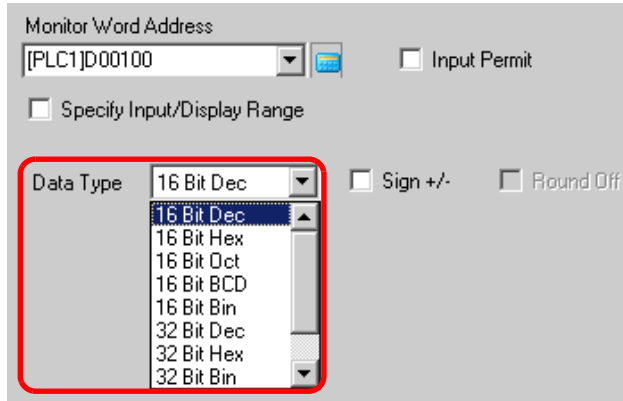 Monitor Word Address
[PLC1]D00100
Input Permit
Specify Input/Display Range
Data Type 16 Bit Dec Sign +/- Round Off
16 Bit Dec
16 Bit Hex
16 Bit Oct
16 Bit BCD
16 Bit Bin
32 Bit Dec
32 Bit Hex
32 Bit Bin